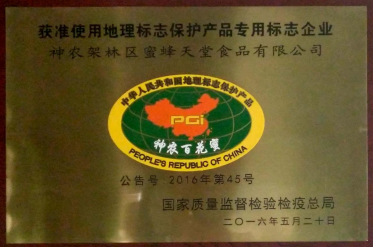 获准使用地理标志保护产品专用标志企业
神农架林区蜜蜂天堂食品有限公司
中华人民共和国地理标志保护产品
PGI
神农百花蜜
PEOPLE'S REPUBLIC OF CHINA
公告号：2016年第45号
国家质量监督检验检疫总局
二〇一六年五月二十日